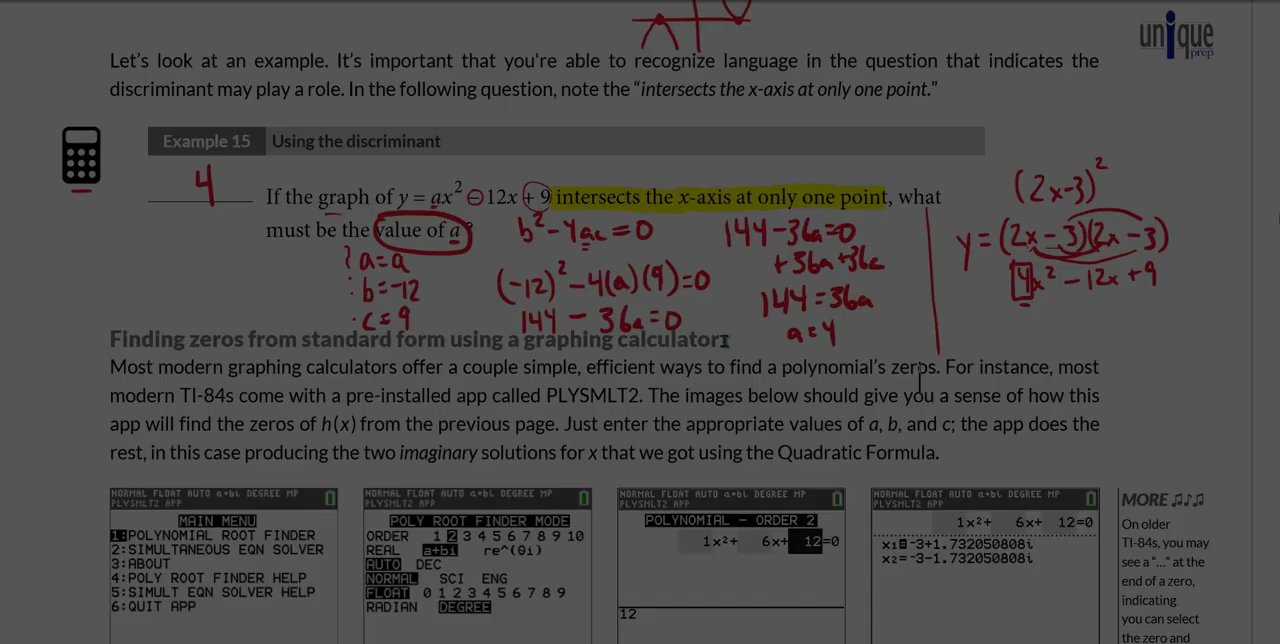 unique
prep
Let's look at an example. It's important that you're able to recognize language in the question that indicates the
discriminant may play a role. In the following question, note the “intersects the x-axis at only one point.”
Example 15 Using the discriminant
4
If the graph of y = ax² − 12x + 9 intersects the x-axis at only one point, what
must be the value of a?
a = a
b = -12
c = 9
b² - 4ac = 0
(-12)² - 4(a)(9) = 0
144 - 36a = 0
144 - 36a = 0
+36a +36a
144 = 36a
a = 4
(2x-3)²
y = (2x - 3)(2x - 3)
4x² - 12x + 9
Finding zeros from standard form using a graphing calculator
Most modern graphing calculators offer a couple simple, efficient ways to find a polynomial's zeros. For instance, most
modern TI-84s come with a pre-installed app called PLYSMLT2. The images below should give you a sense of how this
app will find the zeros of h(x) from the previous page. Just enter the appropriate values of a, b, and c; the app does the
rest, in this case producing the two imaginary solutions for x that we got using the Quadratic Formula.
NORMAL FLOAT AUTO a+bi DEGREE MP
PLYSMLT2 APP
MAIN MENU
1:POLYNOMIAL ROOT FINDER
2:SIMULTANEOUS EQN SOLVER
3:ABOUT
4:POLY ROOT FINDER HELP
5:SIMULT EQN SOLVER HELP
6:QUIT APP
NORMAL FLOAT AUTO a+bi DEGREE MP
PLYSMLT2 APP
POLY ROOT FINDER MODE
ORDER 1 2 3 4 5 6 7 8 9 10
REAL a+bi re^(θi)
AUTO DEC
NORMAL SCI ENG
FLOAT 0 1 2 3 4 5 6 7 8 9
RADIAN DEGREE
NORMAL FLOAT AUTO a+bi DEGREE MP
PLYSMLT2 APP
POLYNOMIAL - ORDER 2
1x²+ 6x+ 12=0
12
NORMAL FLOAT AUTO a+bi DEGREE MP
PLYSMLT2 APP
1x²+ 6x+ 12=0
x1=-3+1.732050808i
x2=-3-1.732050808i
MORE ♫♪♫
On older
TI-84s, you may
see a “…” at the
end of a zero,
indicating
you can select
the zero and